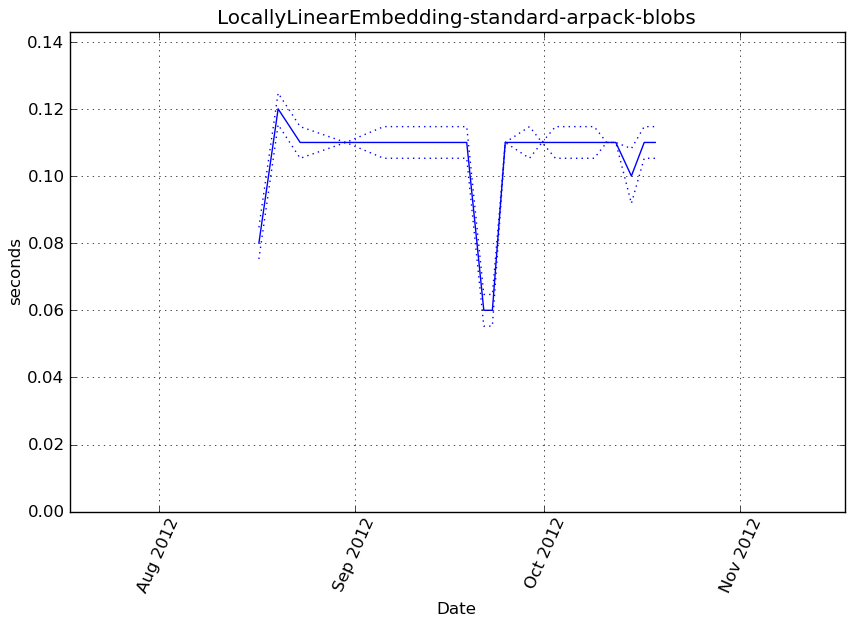 LocallyLinearEmbedding-standard-arpack-blobs
0.14
0.12
0.10
0.08
0.06
0.04
0.02
0.00
seconds
Aug 2012
Sep 2012
Oct 2012
Nov 2012
Date